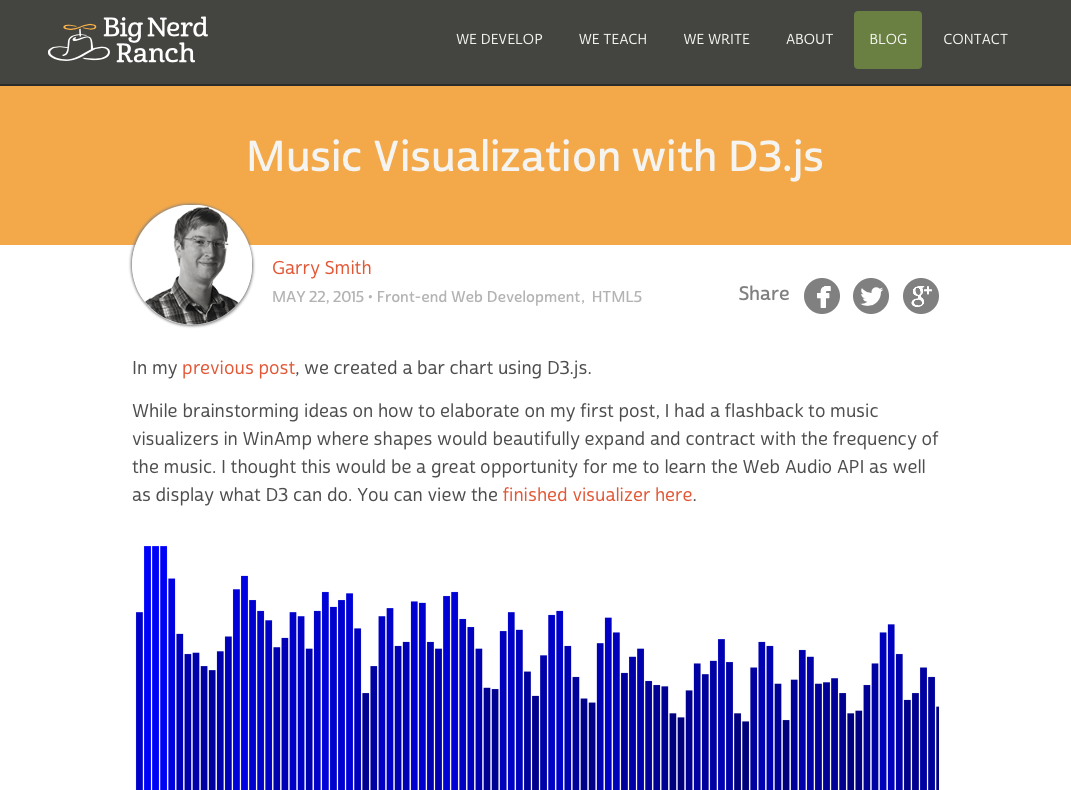 Big Nerd
Ranch
WE DEVELOP WE TEACH WE WRITE ABOUT BLOG CONTACT
Music Visualization with D3.js
Garry Smith
MAY 22, 2015 • Front-end Web Development, HTML5
Share
In my previous post, we created a bar chart using D3.js.
While brainstorming ideas on how to elaborate on my first post, I had a flashback to music
visualizers in WinAmp where shapes would beautifully expand and contract with the frequency of
the music. I thought this would be a great opportunity for me to learn the Web Audio API as well
as display what D3 can do. You can view the finished visualizer here.